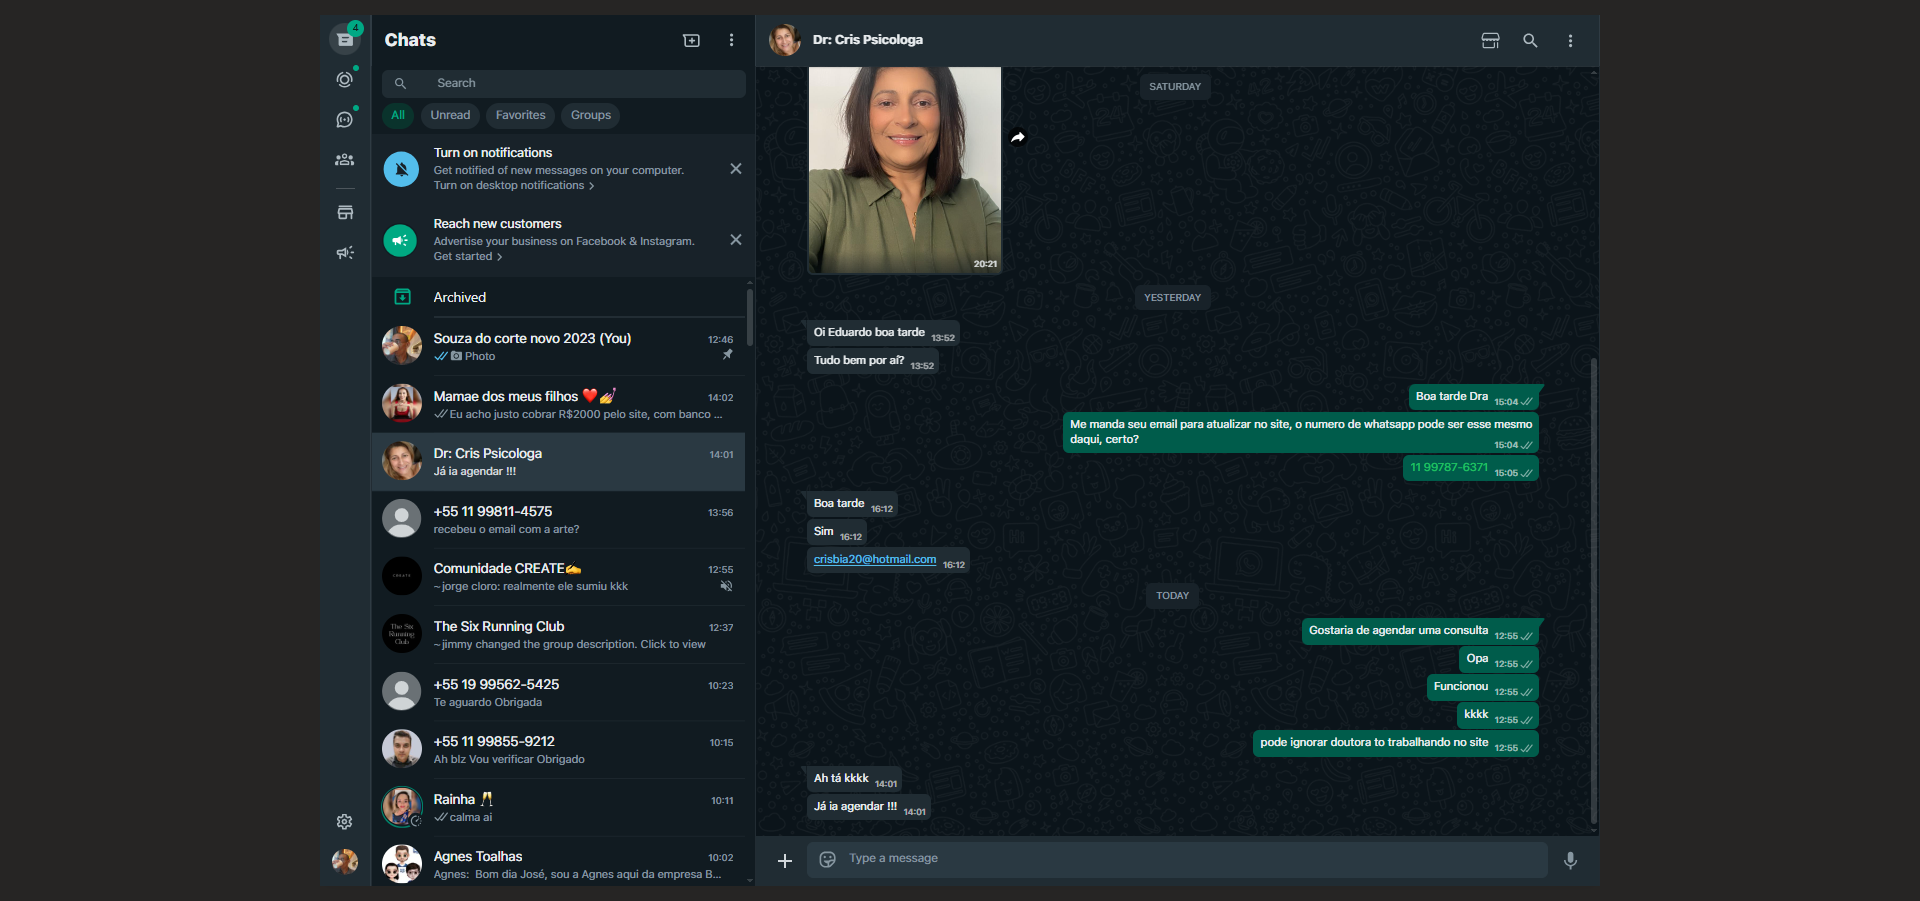 4
Chats
Search
All
Unread
Favorites
Groups
Turn on notifications
Get notified of new messages on your computer.
Turn on desktop notifications >
Reach new customers
Advertise your business on Facebook & Instagram.
Get started >
Archived
Souza do corte novo 2023 (You)
12:46
Photo
Mamae dos meus filhos ❤️💅
14:02
Eu acho justo cobrar R$2000 pelo site, com banco ...
Dr: Cris Psicologa
14:01
Já ia agendar !!!
+55 11 99811-4575
13:56
recebeu o email com a arte?
CREATE
Comunidade CREATE✍️
12:55
~jorge cloro: realmente ele sumiu kkk
The Six
Running
Club
The Six Running Club
12:37
~jimmy changed the group description. Click to view
+55 19 99562-5425
10:23
Te aguardo Obrigada
+55 11 99855-9212
10:15
Ah blz Vou verificar Obrigado
Rainha 🥂
10:11
calma ai
Agnes Toalhas
10:02
Agnes: Bom dia José, sou a Agnes aqui da empresa B...
Dr: Cris Psicologa
SATURDAY
20:21
YESTERDAY
Oi Eduardo boa tarde 13:52
Tudo bem por aí? 13:52
Boa tarde Dra 15:04
Me manda seu email para atualizar no site, o numero de whatsapp pode ser esse mesmo
daqui, certo?
15:04
11 99787-6371 15:05
Boa tarde 16:12
Sim 16:12
crisbia20@hotmail.com 16:12
TODAY
Gostaria de agendar uma consulta 12:55
Opa 12:55
Funcionou 12:55
kkkk 12:55
pode ignorar doutora to trabalhando no site 12:55
Ah tá kkkk 14:01
Já ia agendar !!! 14:01
Type a message